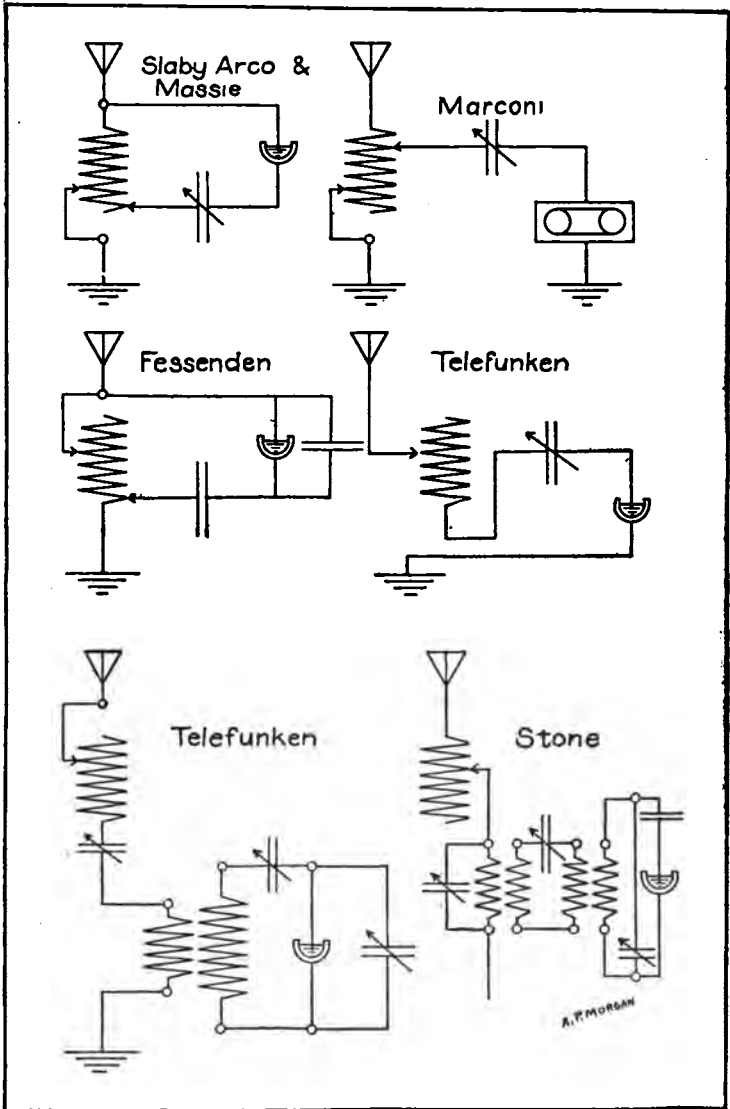 Slaby Arco &
Massie
Marconi
Fessenden
Telefunken
Telefunken
Stone
A.P. MORGAN